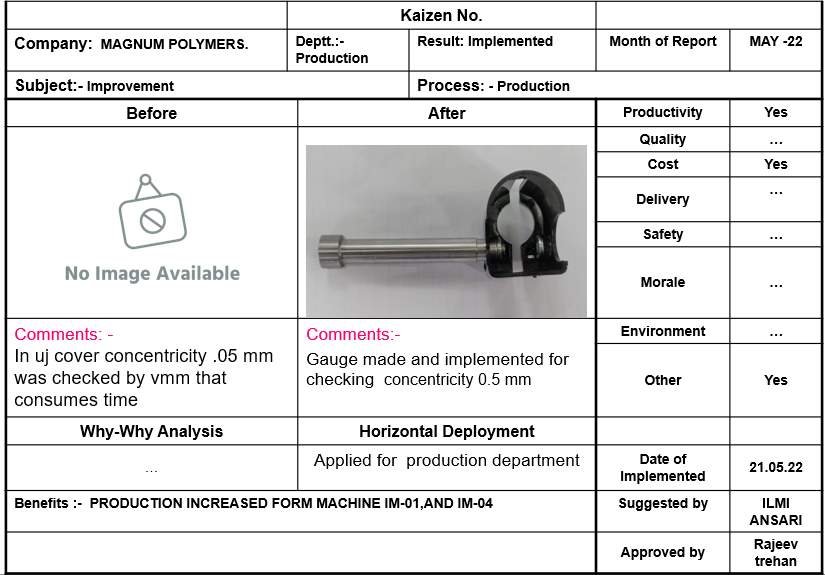 Kaizen No.
Company: MAGNUM POLYMERS.
Deptt.:-
Production
Result: Implemented
Month of Report
MAY -22
Subject:- Improvement
Process: - Production
Before
After
Productivity
Yes
Quality
...
Cost
Yes
Delivery
...
Safety
...
Morale
...
No Image Available
Environment
...
Other
Yes
Comments: -
In uj cover concentricity .05 mm
was checked by vmm that
consumes time
Comments:-
Gauge made and implemented for
checking concentricity 0.5 mm
Why-Why Analysis
Horizontal Deployment
...
Applied for production department
Date of
Implemented
21.05.22
Benefits :- PRODUCTION INCREASED FORM MACHINE IM-01,AND IM-04
Suggested by
ILMI
ANSARI
Approved by
Rajeev
trehan